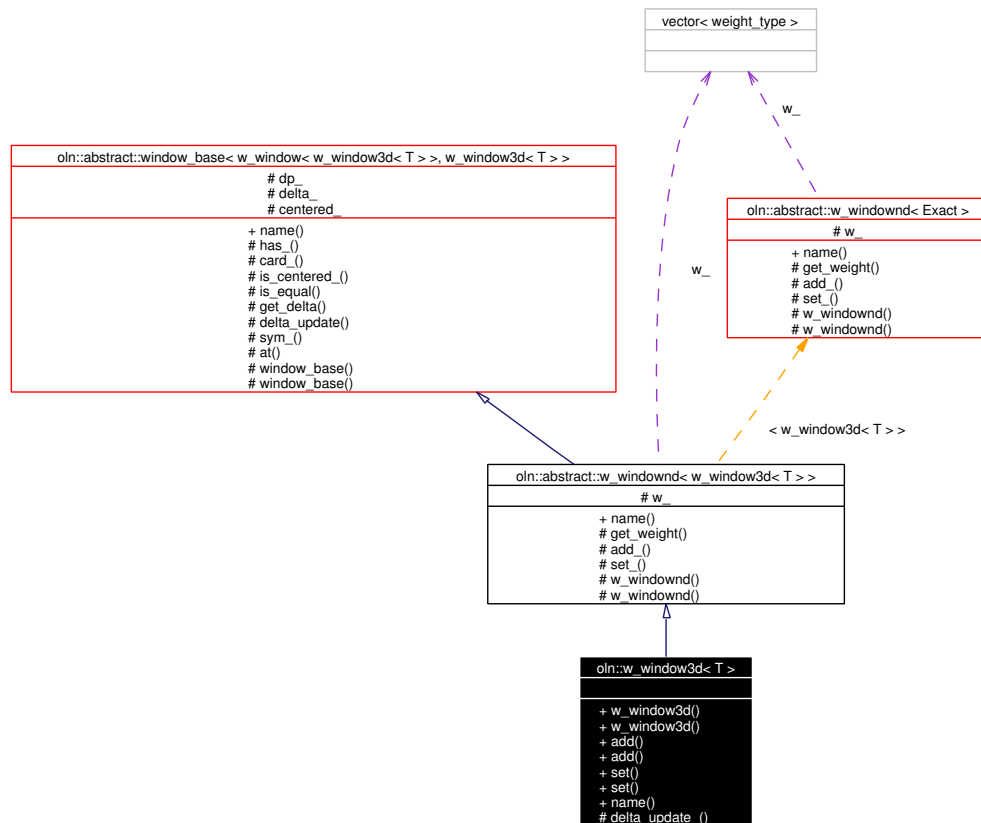 vector< weight_type >
w_
oln::abstract::window_base< w_window< w_window3d< T > >, w_window3d< T > >
# dp_
# delta_
# centered_
+ name()
# has_()
# card_()
# is_centered_()
# is_equal()
# get_delta()
# delta_update()
# sym_()
# at()
# window_base()
# window_base()
oln::abstract::w_windownd< Exact >
# w_
+ name()
# get_weight()
# add_()
# set_()
# w_windownd()
# w_windownd()
w_
< w_window3d< T > >
oln::abstract::w_windownd< w_window3d< T > >
# w_
+ name()
# get_weight()
# add_()
# set_()
# w_windownd()
# w_windownd()
oln::w_window3d< T >
+ w_window3d()
+ w_window3d()
+ add()
+ add()
+ set()
+ set()
+ name()
# delta_update_()